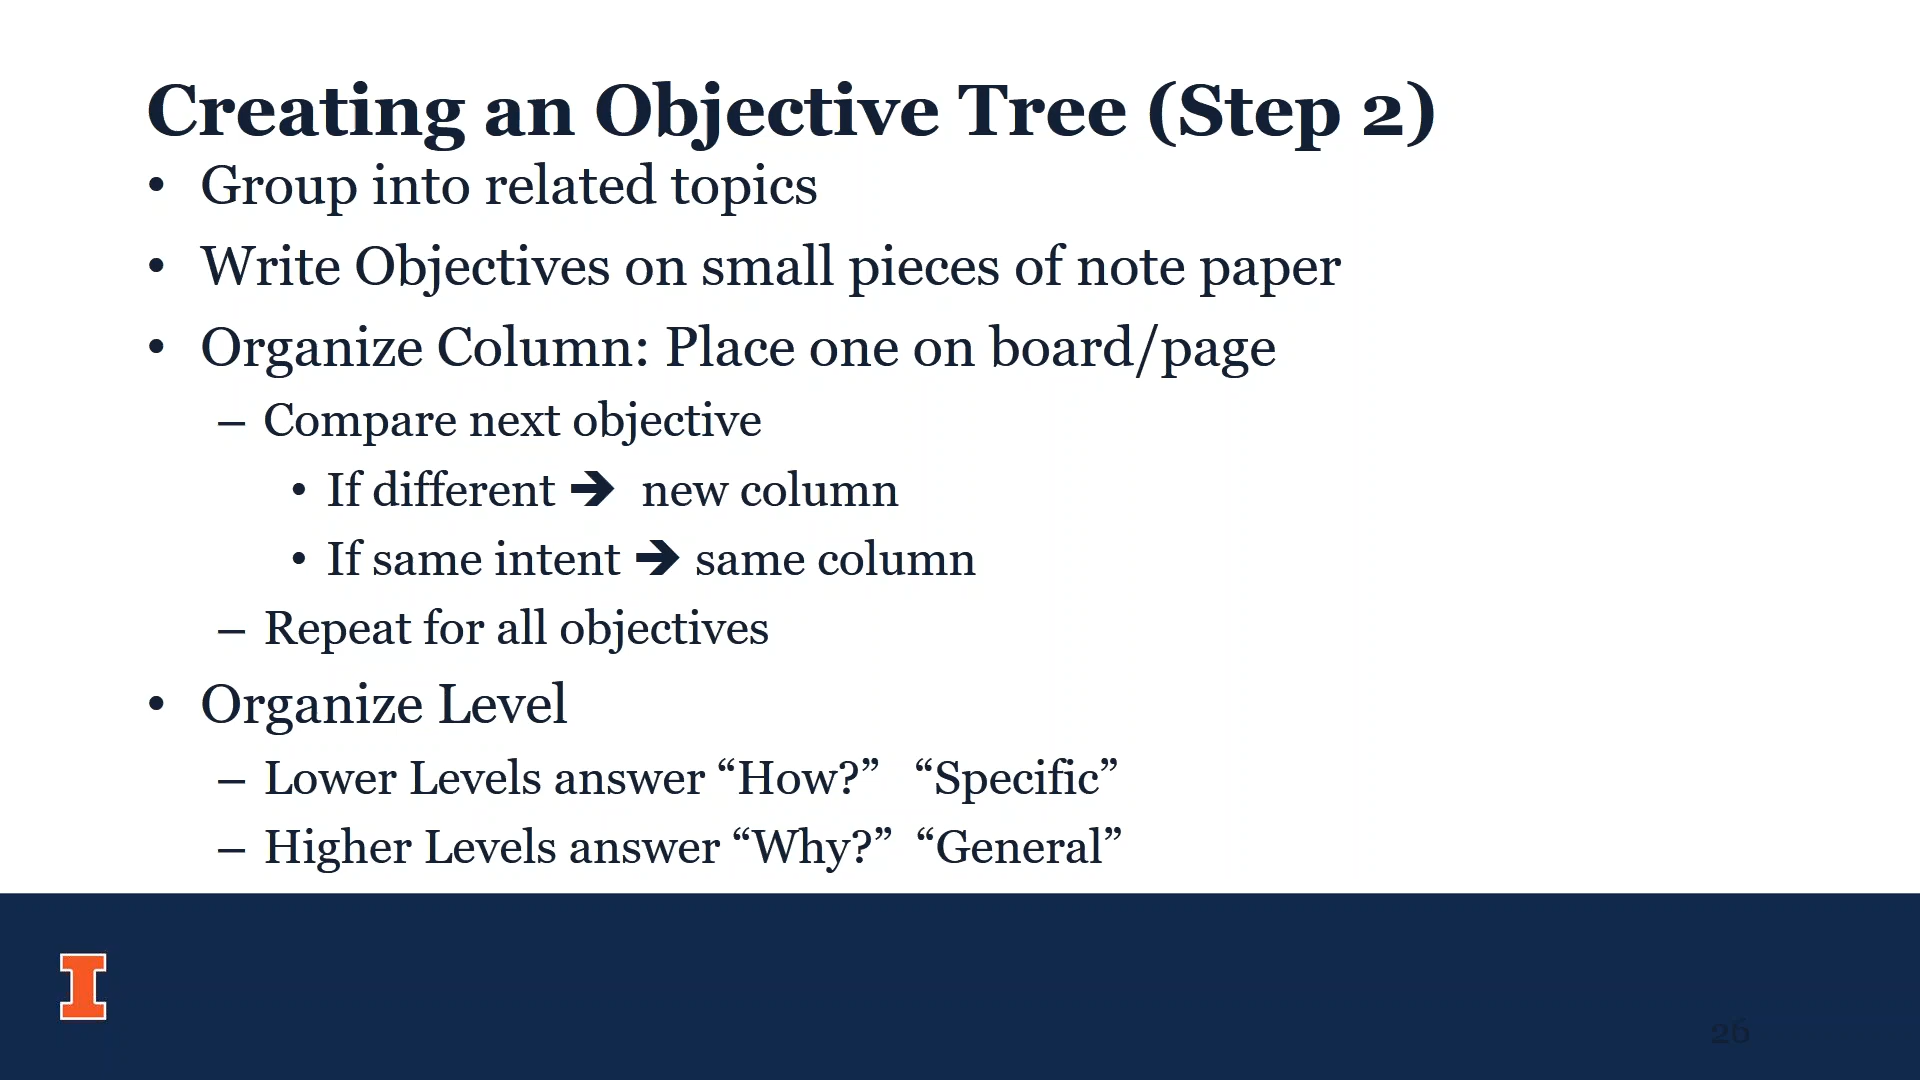 Creating an Objective Tree (Step 2)
• Group into related topics
• Write Objectives on small pieces of note paper
• Organize Column: Place one on board/page
– Compare next objective
• If different ➔ new column
• If same intent ➔ same column
– Repeat for all objectives
• Organize Level
– Lower Levels answer “How?” “Specific”
– Higher Levels answer “Why?” “General”
I
26